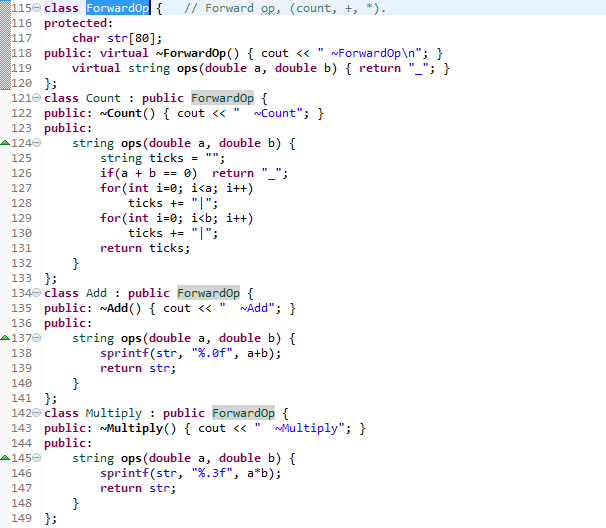 115 class ForwardOp {   // Forward op, (count, +, *).
116 protected:
117     char str[80];
118 public: virtual ~ForwardOp() { cout << " ~ForwardOp\n"; }
119     virtual string ops(double a, double b) { return "_"; }
120 };
121 class Count : public ForwardOp {
122 public: ~Count() { cout << "  ~Count"; }
123 public:
124     string ops(double a, double b) {
125         string ticks = "";
126         if(a + b == 0)  return "_";
127         for(int i=0; i<a; i++)
128             ticks += "|";
129         for(int i=0; i<b; i++)
130             ticks += "|";
131         return ticks;
132     }
133 };
134 class Add : public ForwardOp {
135 public: ~Add() { cout << "  ~Add"; }
136 public:
137     string ops(double a, double b) {
138         sprintf(str, "%.0f", a+b);
139         return str;
140     }
141 };
142 class Multiply : public ForwardOp {
143 public: ~Multiply() { cout << "  ~Multiply"; }
144 public:
145     string ops(double a, double b) {
146         sprintf(str, "%.3f", a*b);
147         return str;
148     }
149 };